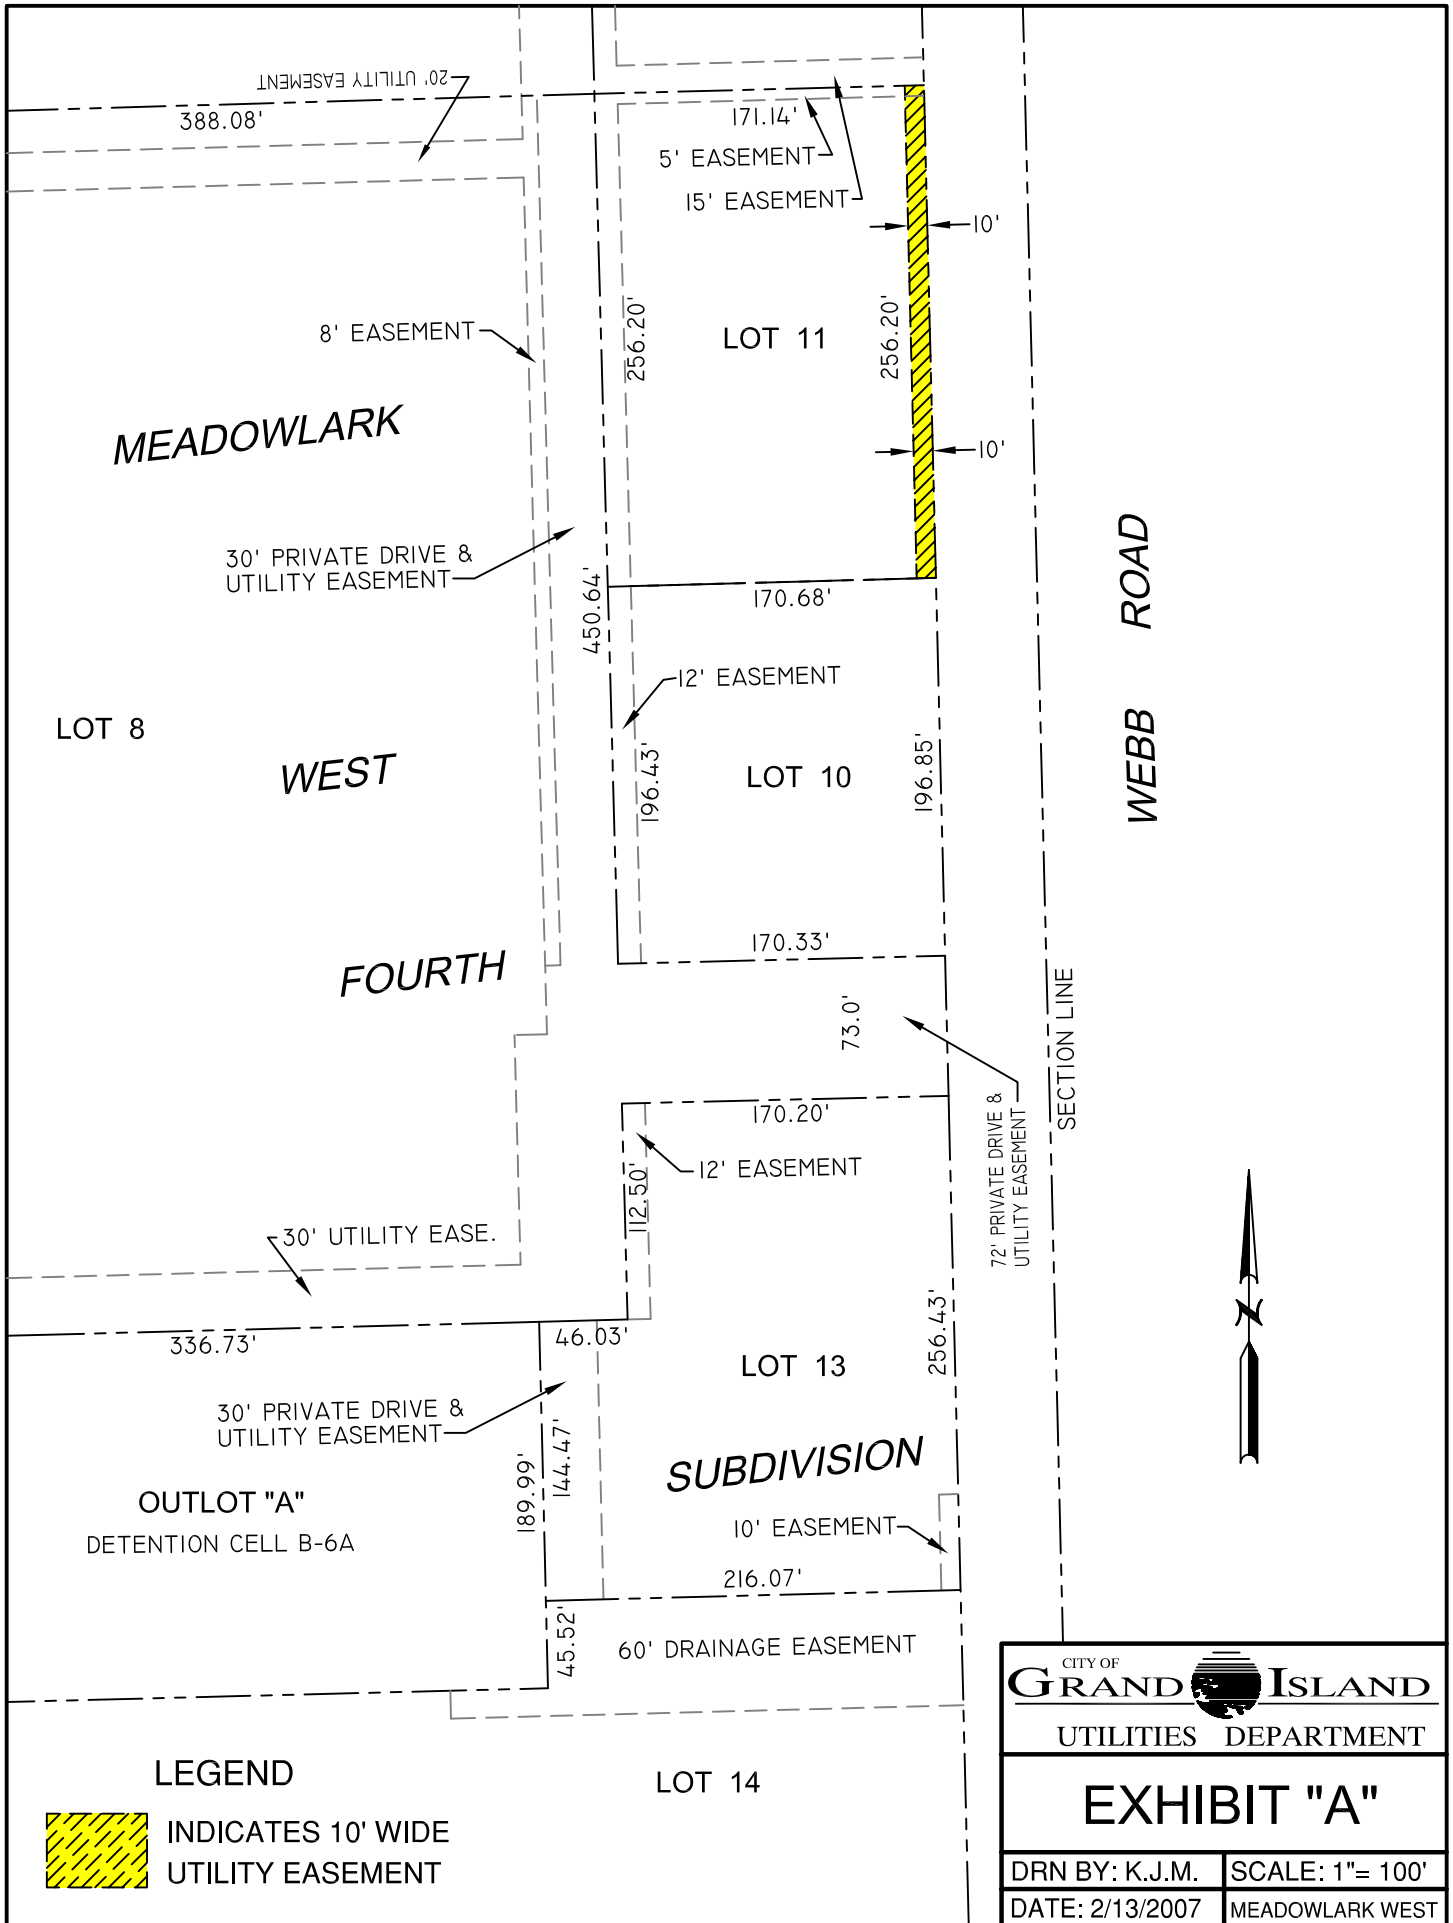 20' UTILITY EASEMENT
388.08'
171.14'
5' EASEMENT
15' EASEMENT
10'
256.20'
LOT 11
256.20'
8' EASEMENT
MEADOWLARK
10'
30' PRIVATE DRIVE &
UTILITY EASEMENT
450.64'
170.68'
WEBB ROAD
12' EASEMENT
LOT 8
WEST
196.43'
LOT 10
196.85'
FOURTH
170.33'
73.0'
SECTION LINE
72' PRIVATE DRIVE &
UTILITY EASEMENT
170.20'
12' EASEMENT
112.50'
30' UTILITY EASE.
336.73'
46.03'
LOT 13
256.43'
30' PRIVATE DRIVE &
UTILITY EASEMENT
189.99'
144.47'
SUBDIVISION
OUTLOT "A"
DETENTION CELL B-6A
10' EASEMENT
216.07'
45.52'
60' DRAINAGE EASEMENT
N
LOT 14
LEGEND
INDICATES 10' WIDE
UTILITY EASEMENT
CITY OF
GRAND ISLAND
UTILITIES DEPARTMENT
EXHIBIT "A"
DRN BY: K.J.M.
SCALE: 1"= 100'
DATE: 2/13/2007
MEADOWLARK WEST